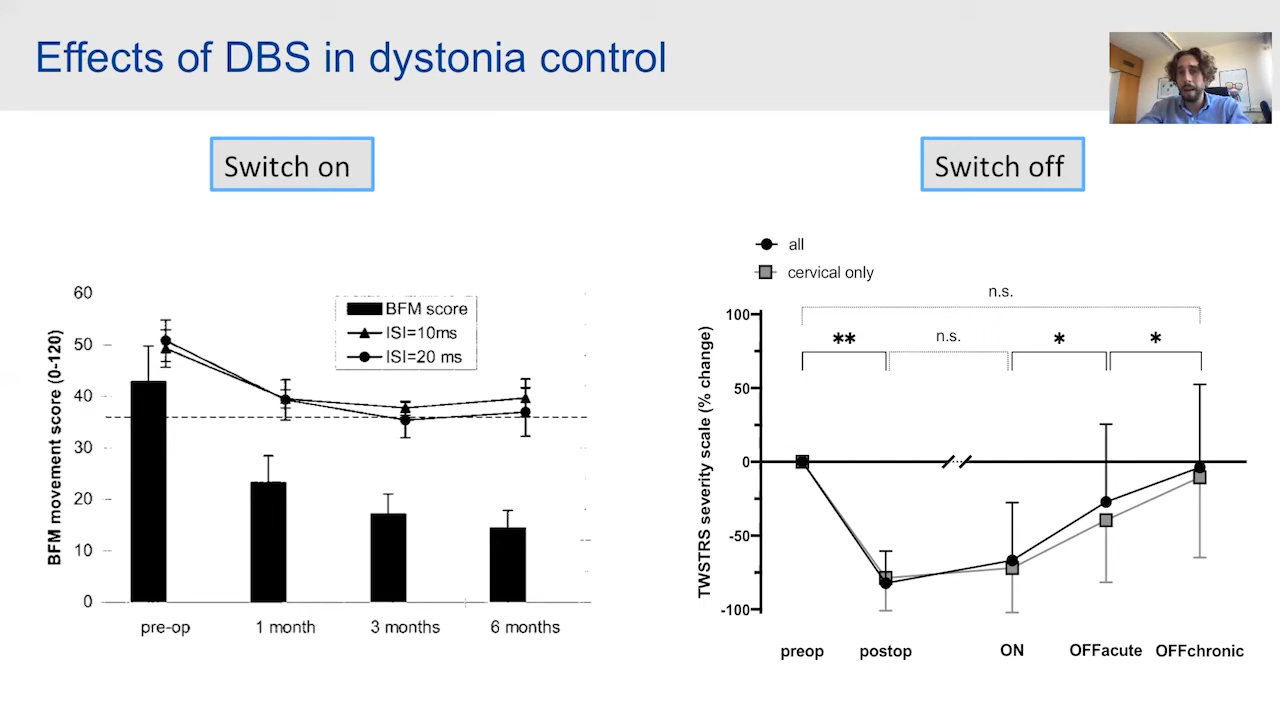 Effects of DBS in dystonia control
Switch on
Switch off
BFM movement score (0-120)
60
50
40
30
20
10
0
BFM score
ISI=10ms
ISI=20 ms
pre-op
1 month
3 months
6 months
all
cervical only
TWSTRS severity scale (% change)
100
50
0
-50
-100
n.s.
**
n.s.
*
*
preop
postop
ON
OFFacute
OFFchronic